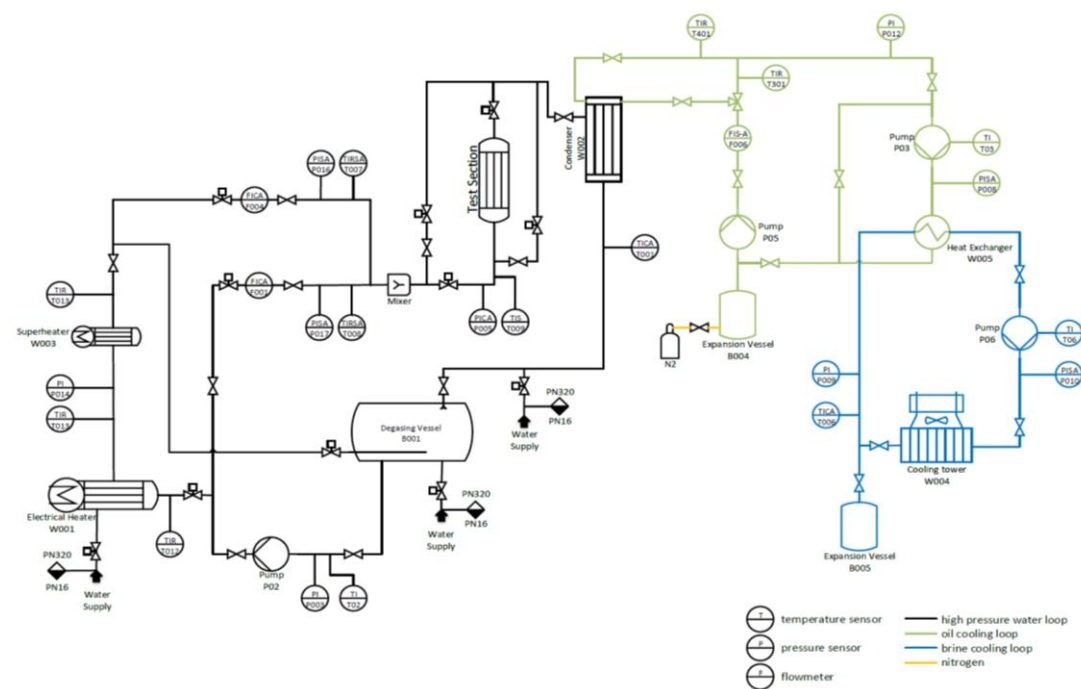 TIR
T401
PI
P012
TIR
T301
FIS-A
F006
Pump
P03
TI
T03
PISA
P008
Condenser
W002
Test Section
PISA
P016
TIRSA
T007
FICA
F004
TICA
T001
Pump
P05
Heat Exchanger
W005
FICA
F001
Mixer
TIR
T013
PISA
P017
TIRSA
T008
PICA
P005
TIS
T009
Superheater
W003
Expansion Vessel
B004
N2
Pump
P06
TI
T06
PI
P014
TIR
T013
PI
P009
PISA
P010
PN320
PN16
Water
Supply
Degasing Vessel
B001
TICA
T006
Cooling tower
W004
Electrical Heater
W001
PN320
PN16
Water
Supply
TIR
T012
PN320
PN16
Water
Supply
Pump
P02
PI
P003
TI
T02
Expansion Vessel
B005
T
temperature sensor
P
pressure sensor
F
flowmeter
high pressure water loop
oil cooling loop
brine cooling loop
nitrogen